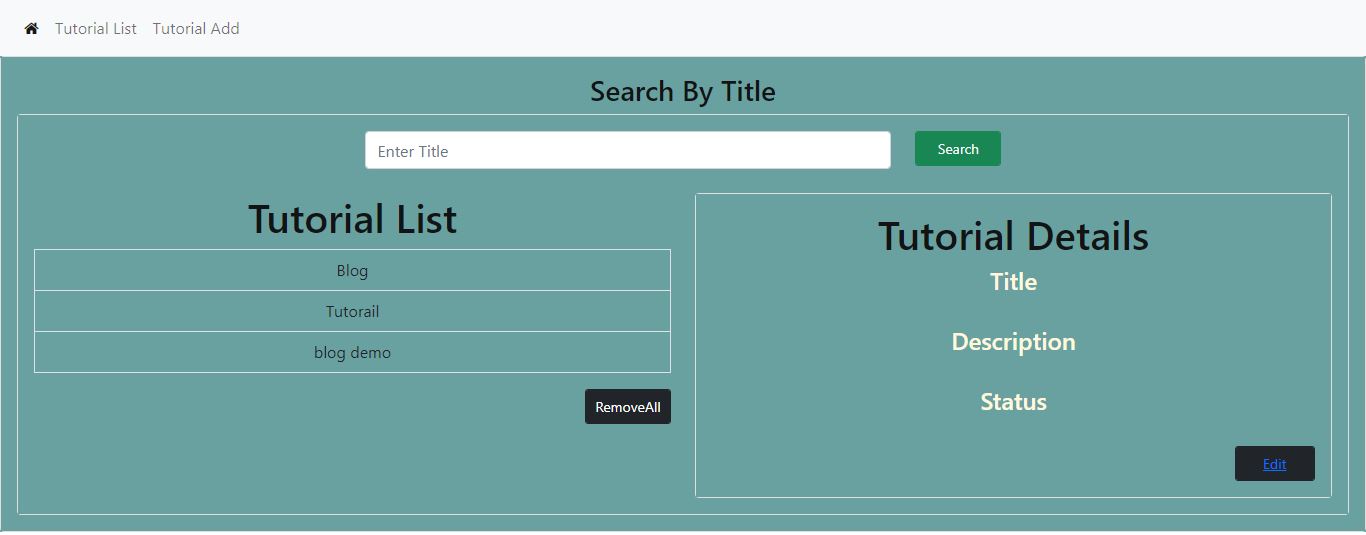 Tutorial List Tutorial Add
Search By Title
Enter Title Search
Tutorial List
Blog
Tutorail
blog demo
RemoveAll
Tutorial Details
Title
Description
Status
Edit